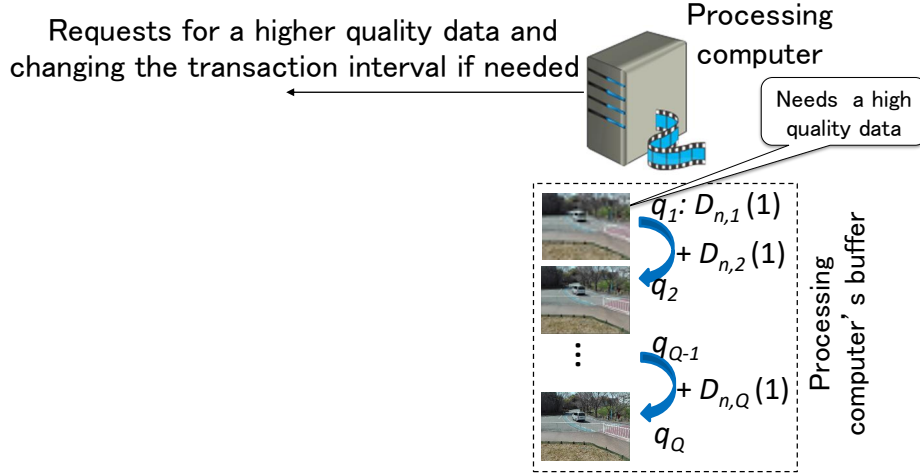 Requests for a higher quality data and
changing the transaction interval if needed
Processing
computer
Needs a high
quality data
q1: Dn,1 (1)
+ Dn,2 (1)
q2
...
qQ-1
+ Dn,Q (1)
qQ
Processing
computer’s buffer